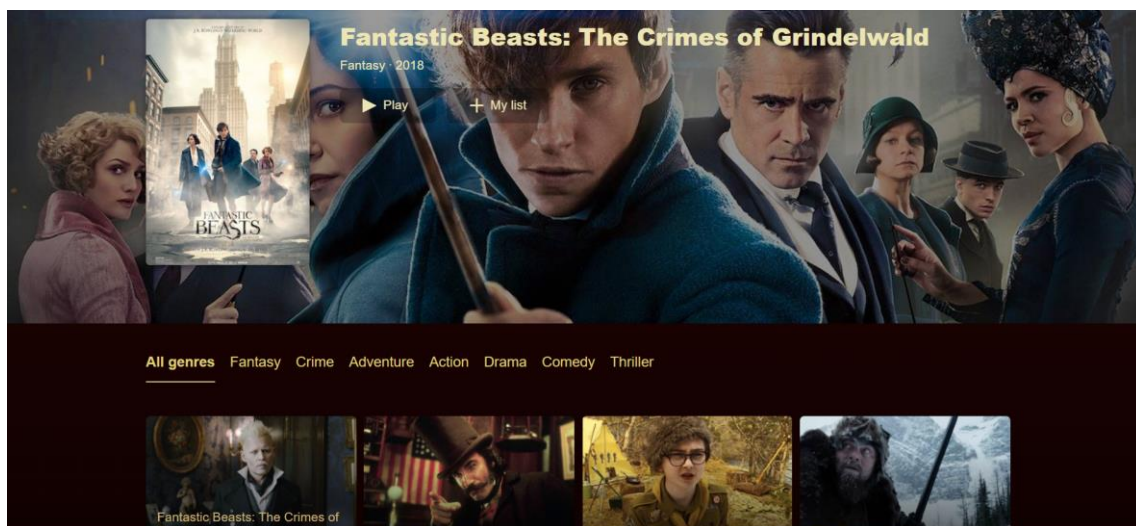 Fantastic Beasts: The Crimes of Grindelwald
Fantasy · 2018
Play
My list
FANTASTIC
BEASTS
All genres Fantasy Crime Adventure Action Drama Comedy Thriller
Fantastic Beasts: The Crimes of